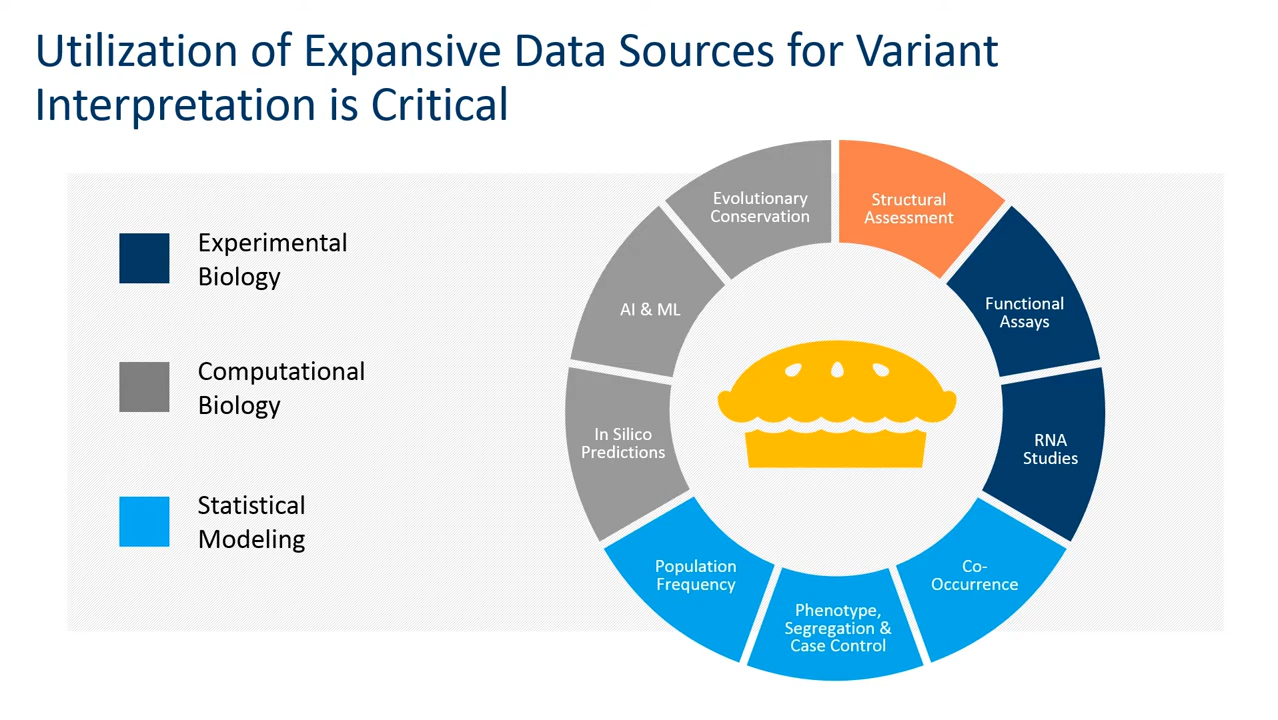 Utilization of Expansive Data Sources for Variant
Interpretation is Critical
Experimental
Biology
Computational
Biology
Statistical
Modeling
Evolutionary
Conservation
Structural
Assessment
AI & ML
Functional
Assays
In Silico
Predictions
RNA
Studies
Population
Frequency
Phenotype,
Segregation &
Case Control
Co-
Occurrence